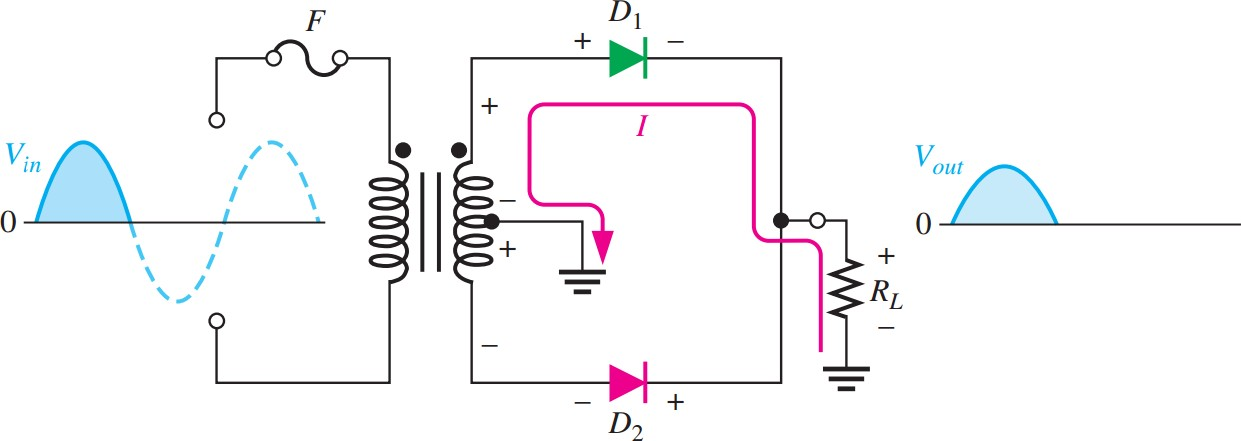 F
D1
+ −
+
I
Vin
Vout
0
0
−
+
+
RL
−
−
− +
D2